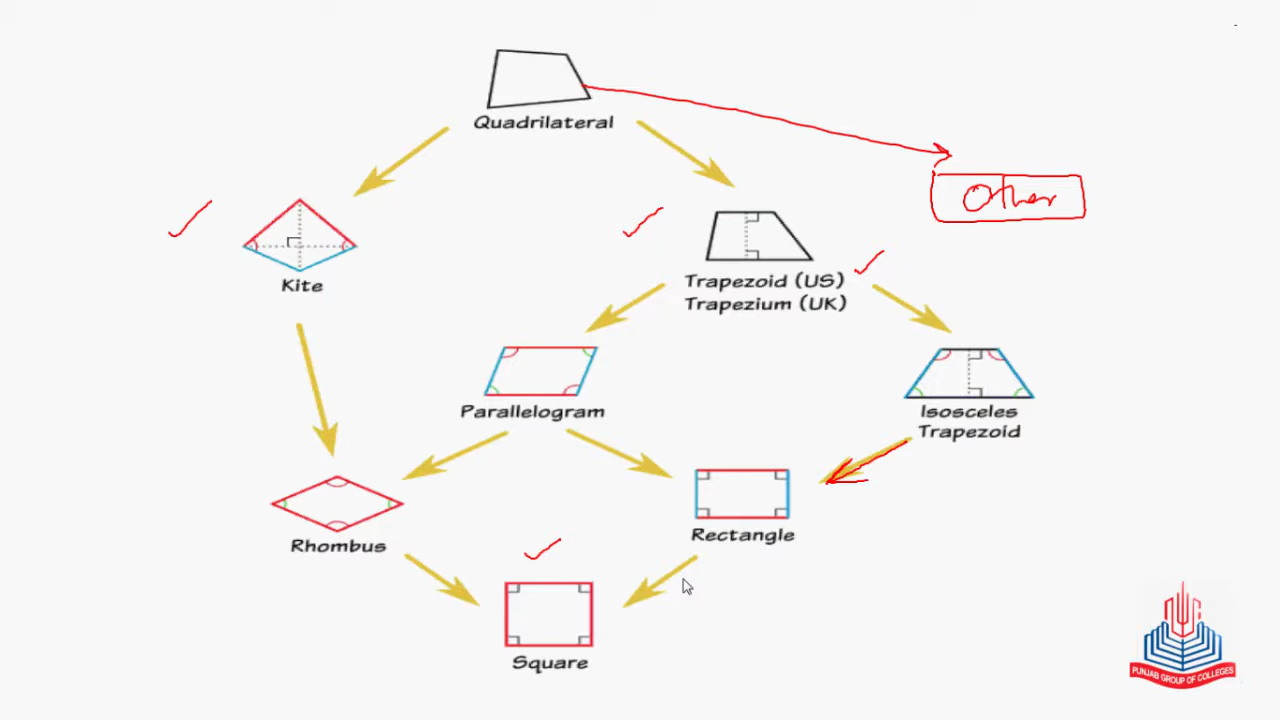 Quadrilateral
Other
Kite
Trapezoid (US)
Trapezium (UK)
Parallelogram
Isosceles
Trapezoid
Rhombus
Rectangle
Square
PUNJAB GROUP OF COLLEGES